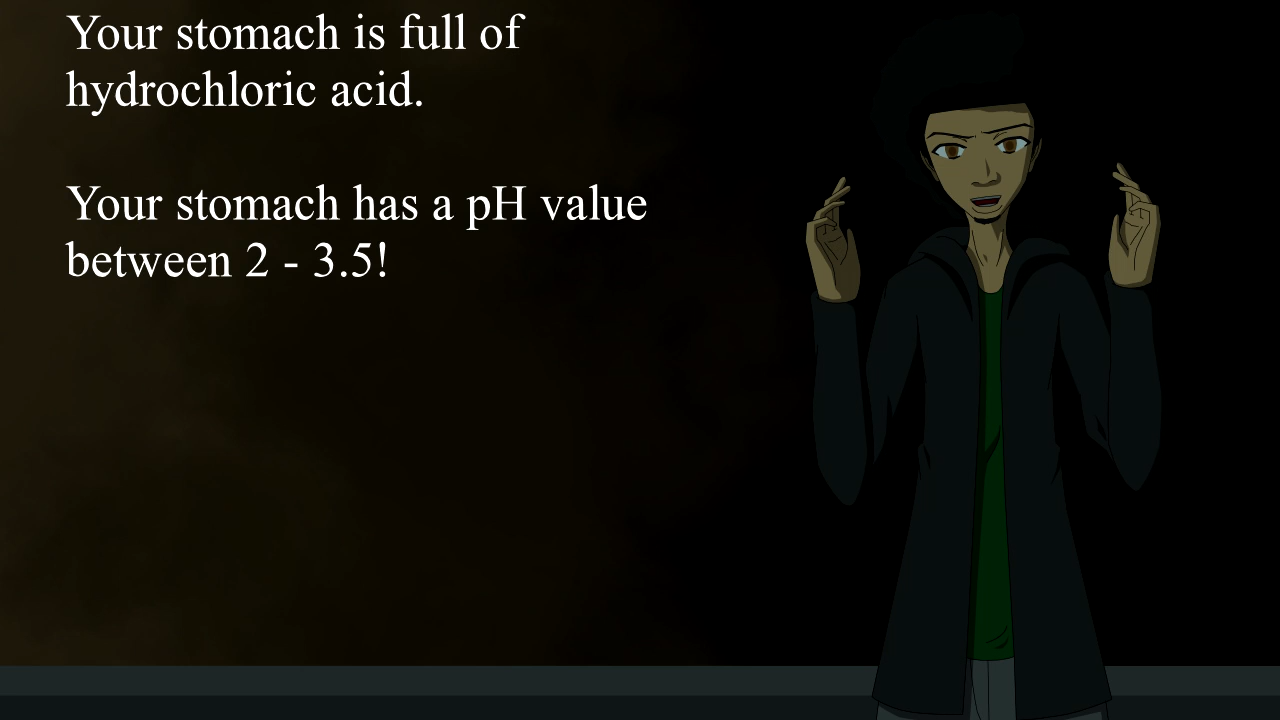 Your stomach is full of
hydrochloric acid.
Your stomach has a pH value
between 2 - 3.5!